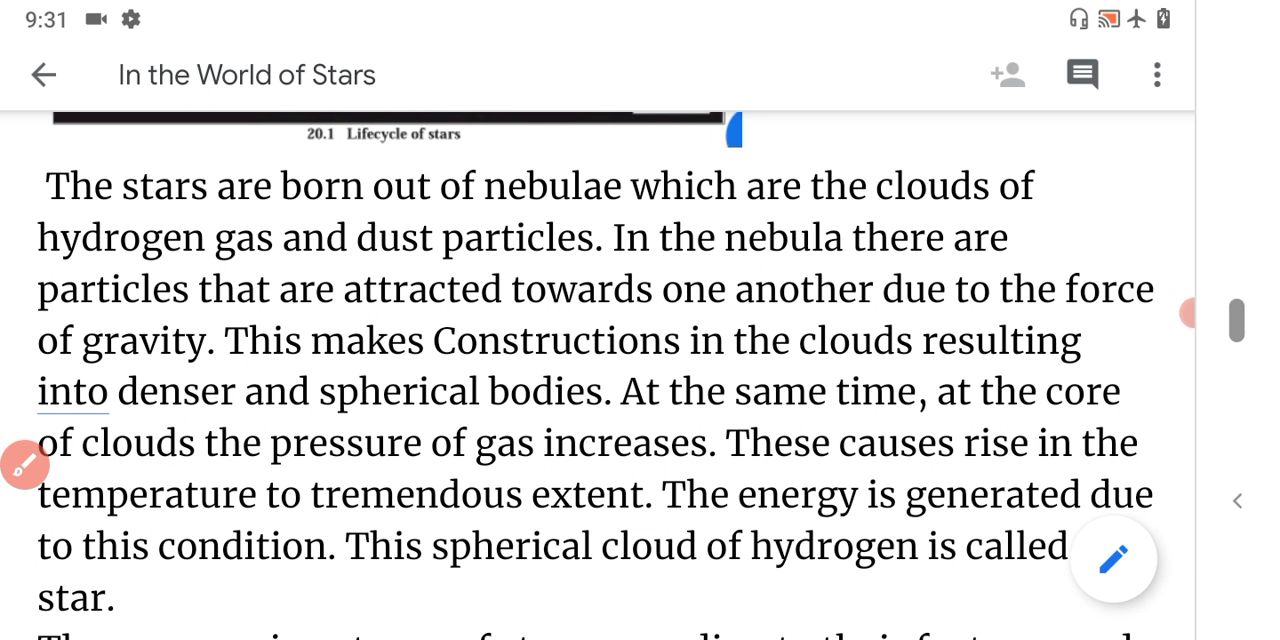 9:31
In the World of Stars
20.1 Lifecycle of stars
The stars are born out of nebulae which are the clouds of
hydrogen gas and dust particles. In the nebula there are
particles that are attracted towards one another due to the force
of gravity. This makes Constructions in the clouds resulting
into denser and spherical bodies. At the same time, at the core
of clouds the pressure of gas increases. These causes rise in the
temperature to tremendous extent. The energy is generated due
to this condition. This spherical cloud of hydrogen is called
star.